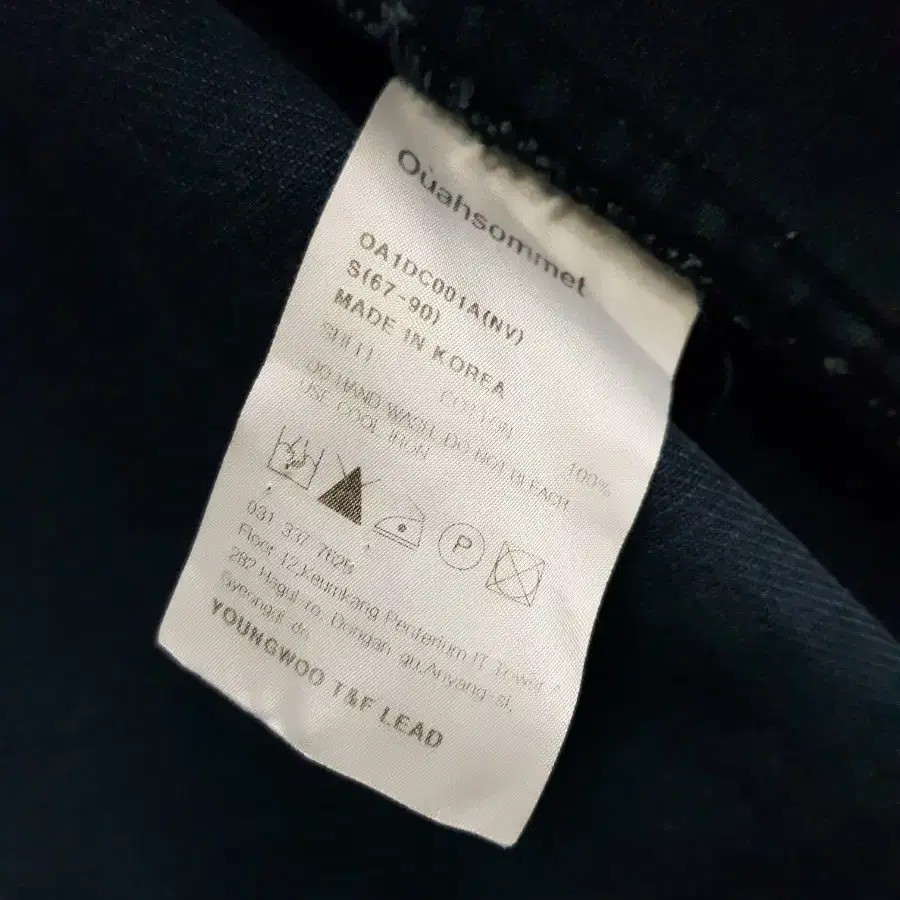 Oùahsommet
OA1DC001A(NV)
S(67-90)
MADE IN KOREA
SHELL COTTON 100%
DO HAND WASH, DO NOT BLEACH,
USE COOL IRON
P
031 337 7625
Floor 12,Keumkang Penterium IT Tower A
282 Hagui-ro, Dongan gu,Anyang-si,
Gyeonggi do
YOUNGWOO T&F LEAD